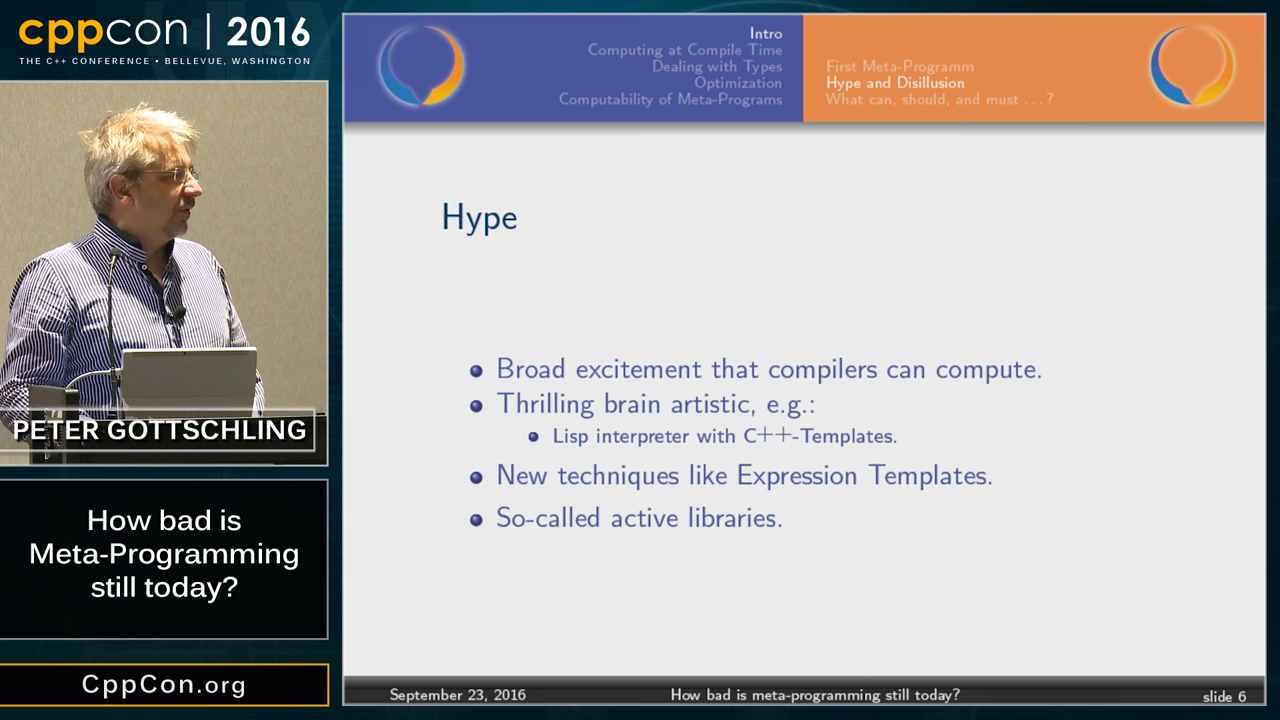 cppcon | 2016
THE C++ CONFERENCE • BELLEVUE, WASHINGTON
PETER GOTTSCHLING
How bad is
Meta-Programming
still today?
CppCon.org
Intro
Computing at Compile Time
Dealing with Types
Optimization
Computability of Meta-Programs
First Meta-Programm
Hype and Disillusion
What can, should, and must ...?
Hype
Broad excitement that compilers can compute.
Thrilling brain artistic, e.g.:
Lisp interpreter with C++-Templates.
New techniques like Expression Templates.
So-called active libraries.
September 23, 2016
How bad is meta-programming still today?
slide 6